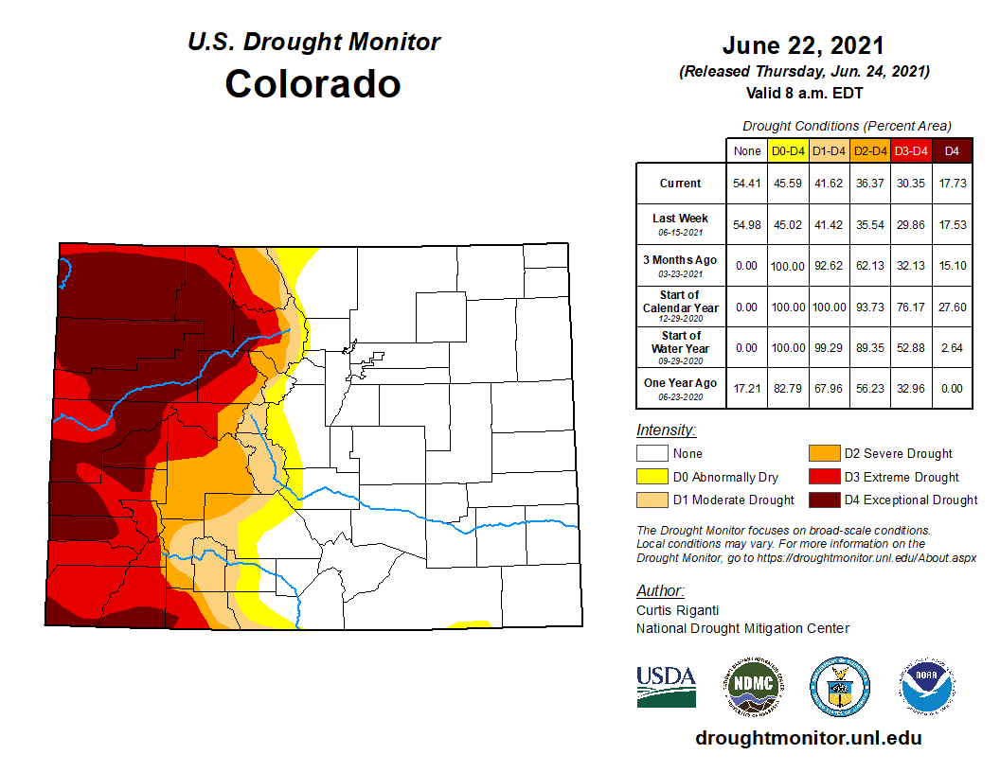 U.S. Drought Monitor
Colorado
June 22, 2021
(Released Thursday, Jun. 24, 2021)
Valid 8 a.m. EDT
Drought Conditions (Percent Area)
None D0-D4 D1-D4 D2-D4 D3-D4 D4
Current 54.41 45.59 41.62 36.37 30.35 17.73
Last Week
06-15-2021 54.98 45.02 41.42 35.54 29.86 17.53
3 Months Ago
03-23-2021 0.00 100.00 92.62 62.13 32.13 15.10
Start of
Calendar Year
12-29-2020 0.00 100.00 100.00 93.73 76.17 27.60
Start of
Water Year
09-29-2020 0.00 100.00 99.29 89.35 52.88 2.64
One Year Ago
06-23-2020 17.21 82.79 67.96 56.23 32.96 0.00
Intensity:
None
D0 Abnormally Dry
D1 Moderate Drought
D2 Severe Drought
D3 Extreme Drought
D4 Exceptional Drought
The Drought Monitor focuses on broad-scale conditions.
Local conditions may vary. For more information on the
Drought Monitor, go to https://droughtmonitor.unl.edu/About.aspx
Author:
Curtis Riganti
National Drought Mitigation Center
USDA
NDMC
NOAA
droughtmonitor.unl.edu